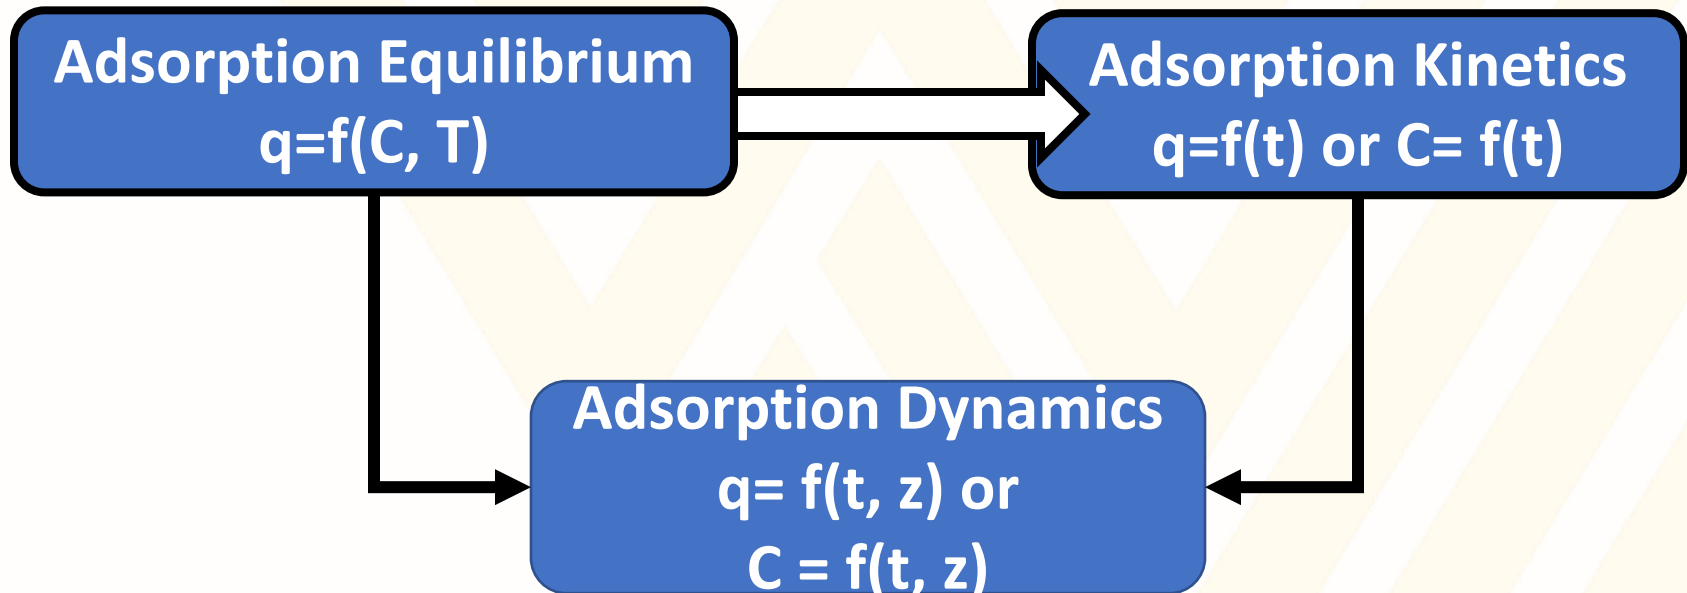 Adsorption Equilibrium
q=f(C, T)
Adsorption Kinetics
q=f(t) or C= f(t)
Adsorption Dynamics
q= f(t, z) or
C = f(t, z)